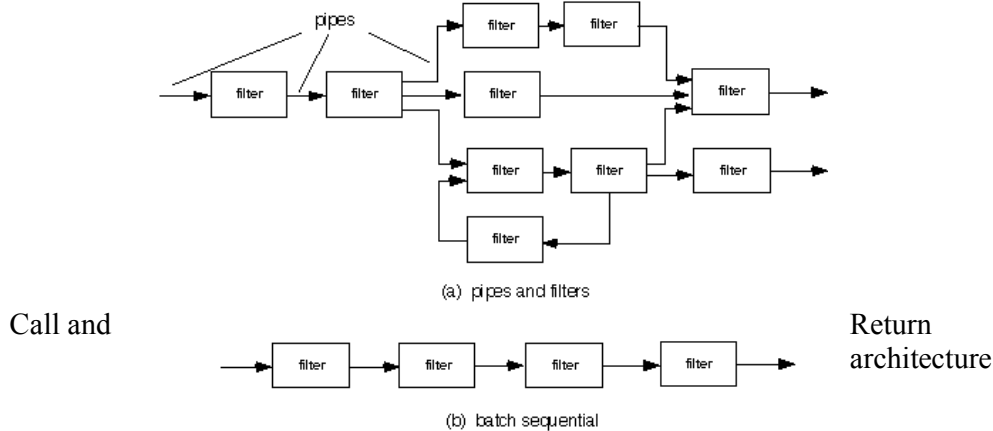 pipes
filter
filter
filter
filter
filter
filter
filter
filter
filter
filter
(a) pipes and filters
Call and
Return
architecture
filter
filter
filter
filter
(b) batch sequential